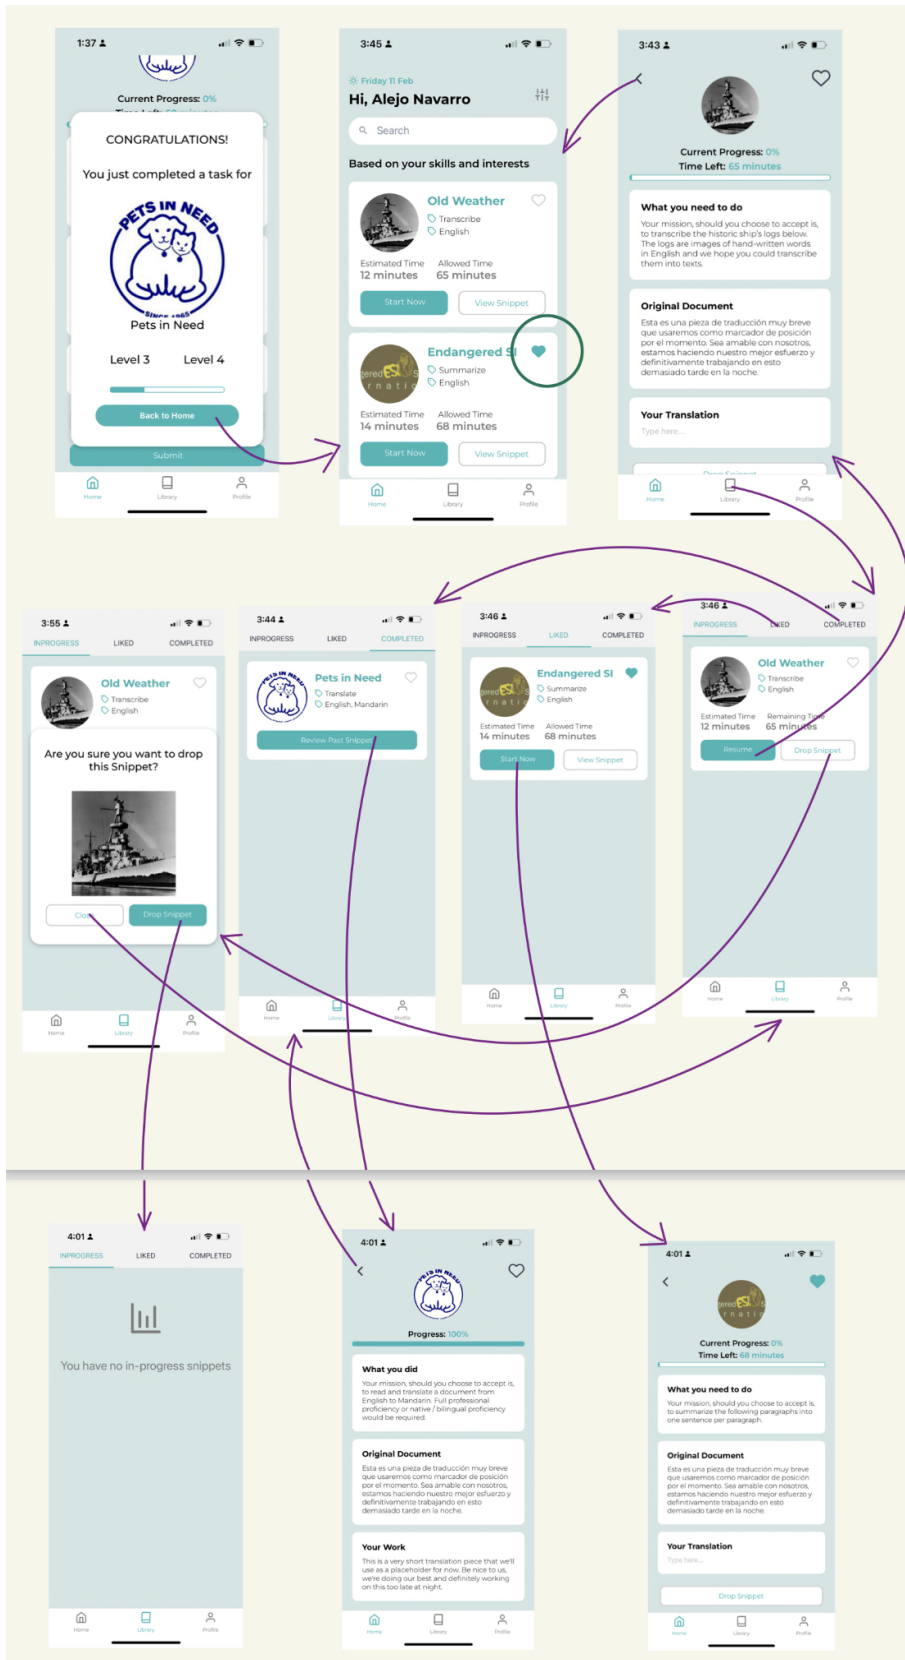 1:37
Current Progress: 0%
CONGRATULATIONS!
You just completed a task for
PETS IN NEED
SINCE 1965
Pets in Need
Level 3 Level 4
Back to Home
Submit
Home Library Profile
3:45
Friday 11 Feb
Hi, Alejo Navarro
Search
Based on your skills and interests
Old Weather
Transcribe
English
Estimated Time Allowed Time
12 minutes 65 minutes
Start Now View Snippet
Endangered SI
Summarize
English
Estimated Time Allowed Time
14 minutes 68 minutes
Start Now View Snippet
Home Library Profile
3:43
Current Progress: 0%
Time Left: 65 minutes
What you need to do
Your mission, should you choose to accept is,
to transcribe the historic ship's logs below.
The logs are images of hand-written words
in English and we hope you could transcribe
them into texts.
Original Document
Esta es una pieza de traducción muy breve
que usaremos como marcador de posición
por el momento. Sea amable con nosotros,
estamos haciendo nuestro mejor esfuerzo y
definitivamente trabajando en esto
demasiado tarde en la noche.
Your Translation
Type here...
Drop Snippet
Home Library Profile
3:55
INPROGRESS LIKED COMPLETED
Old Weather
Transcribe
English
Are you sure you want to drop
this Snippet?
Close Drop Snippet
Home Library Profile
3:44
INPROGRESS LIKED COMPLETED
Pets in Need
Translate
English, Mandarin
Review Past Snippet
Home Library Profile
3:46
INPROGRESS LIKED COMPLETED
Endangered SI
Summarize
English
Estimated Time Allowed Time
14 minutes 68 minutes
Start Now View Snippet
Home Library Profile
3:46
INPROGRESS LIKED COMPLETED
Old Weather
Transcribe
English
Estimated Time Remaining Time
12 minutes 65 minutes
Resume Drop Snippet
Home Library Profile
4:01
INPROGRESS LIKED COMPLETED
You have no in-progress snippets
Home Library Profile
4:01
PETS IN NEED
Progress: 100%
What you did
Your mission, should you choose to accept is,
to read and translate a document from
English to Mandarin. Full professional
proficiency or native / bilingual proficiency
would be required.
Original Document
Esta es una pieza de traducción muy breve
que usaremos como marcador de posición
por el momento. Sea amable con nosotros,
estamos haciendo nuestro mejor esfuerzo y
definitivamente trabajando en esto
demasiado tarde en la noche.
Your Work
This is a very short translation piece that we'll
use as a placeholder for now. Be nice to us,
we're doing our best and definitely working
on this too late at night.
Home Library Profile
4:01
Current Progress: 0%
Time Left: 68 minutes
What you need to do
Your mission, should you choose to accept is,
to summarize the following paragraphs into
one sentence per paragraph.
Original Document
Esta es una pieza de traducción muy breve
que usaremos como marcador de posición
por el momento. Sea amable con nosotros,
estamos haciendo nuestro mejor esfuerzo y
definitivamente trabajando en esto
demasiado tarde en la noche.
Your Translation
Type here...
Drop Snippet
Home Library Profile